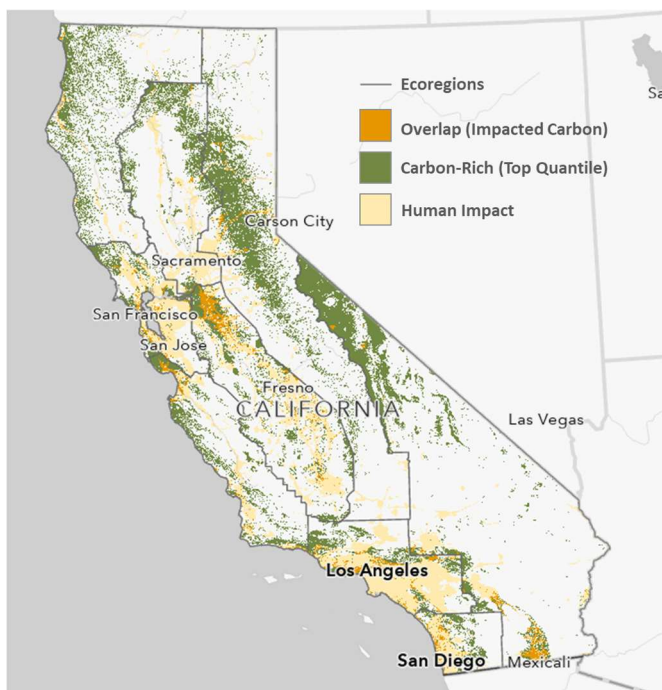 Ecoregions
Sa
Overlap (Impacted Carbon)
Carbon-Rich (Top Quantile)
Human Impact
Carson City
Sacramento
San Francisco
San Jose
Fresno
CALIFORNIA
Las Vegas
Los Angeles
San Diego
Mexicali